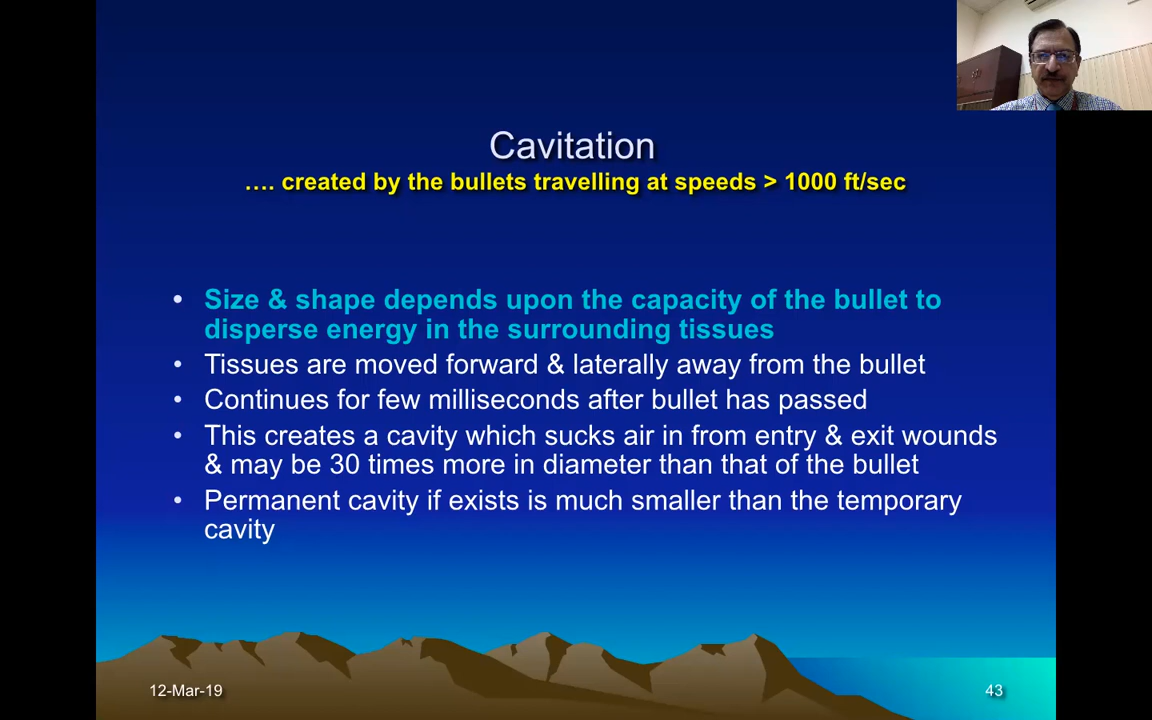 Cavitation
…. created by the bullets travelling at speeds > 1000 ft/sec
• Size & shape depends upon the capacity of the bullet to
disperse energy in the surrounding tissues
• Tissues are moved forward & laterally away from the bullet
• Continues for few milliseconds after bullet has passed
• This creates a cavity which sucks air in from entry & exit wounds
& may be 30 times more in diameter than that of the bullet
• Permanent cavity if exists is much smaller than the temporary
cavity
12-Mar-19
43